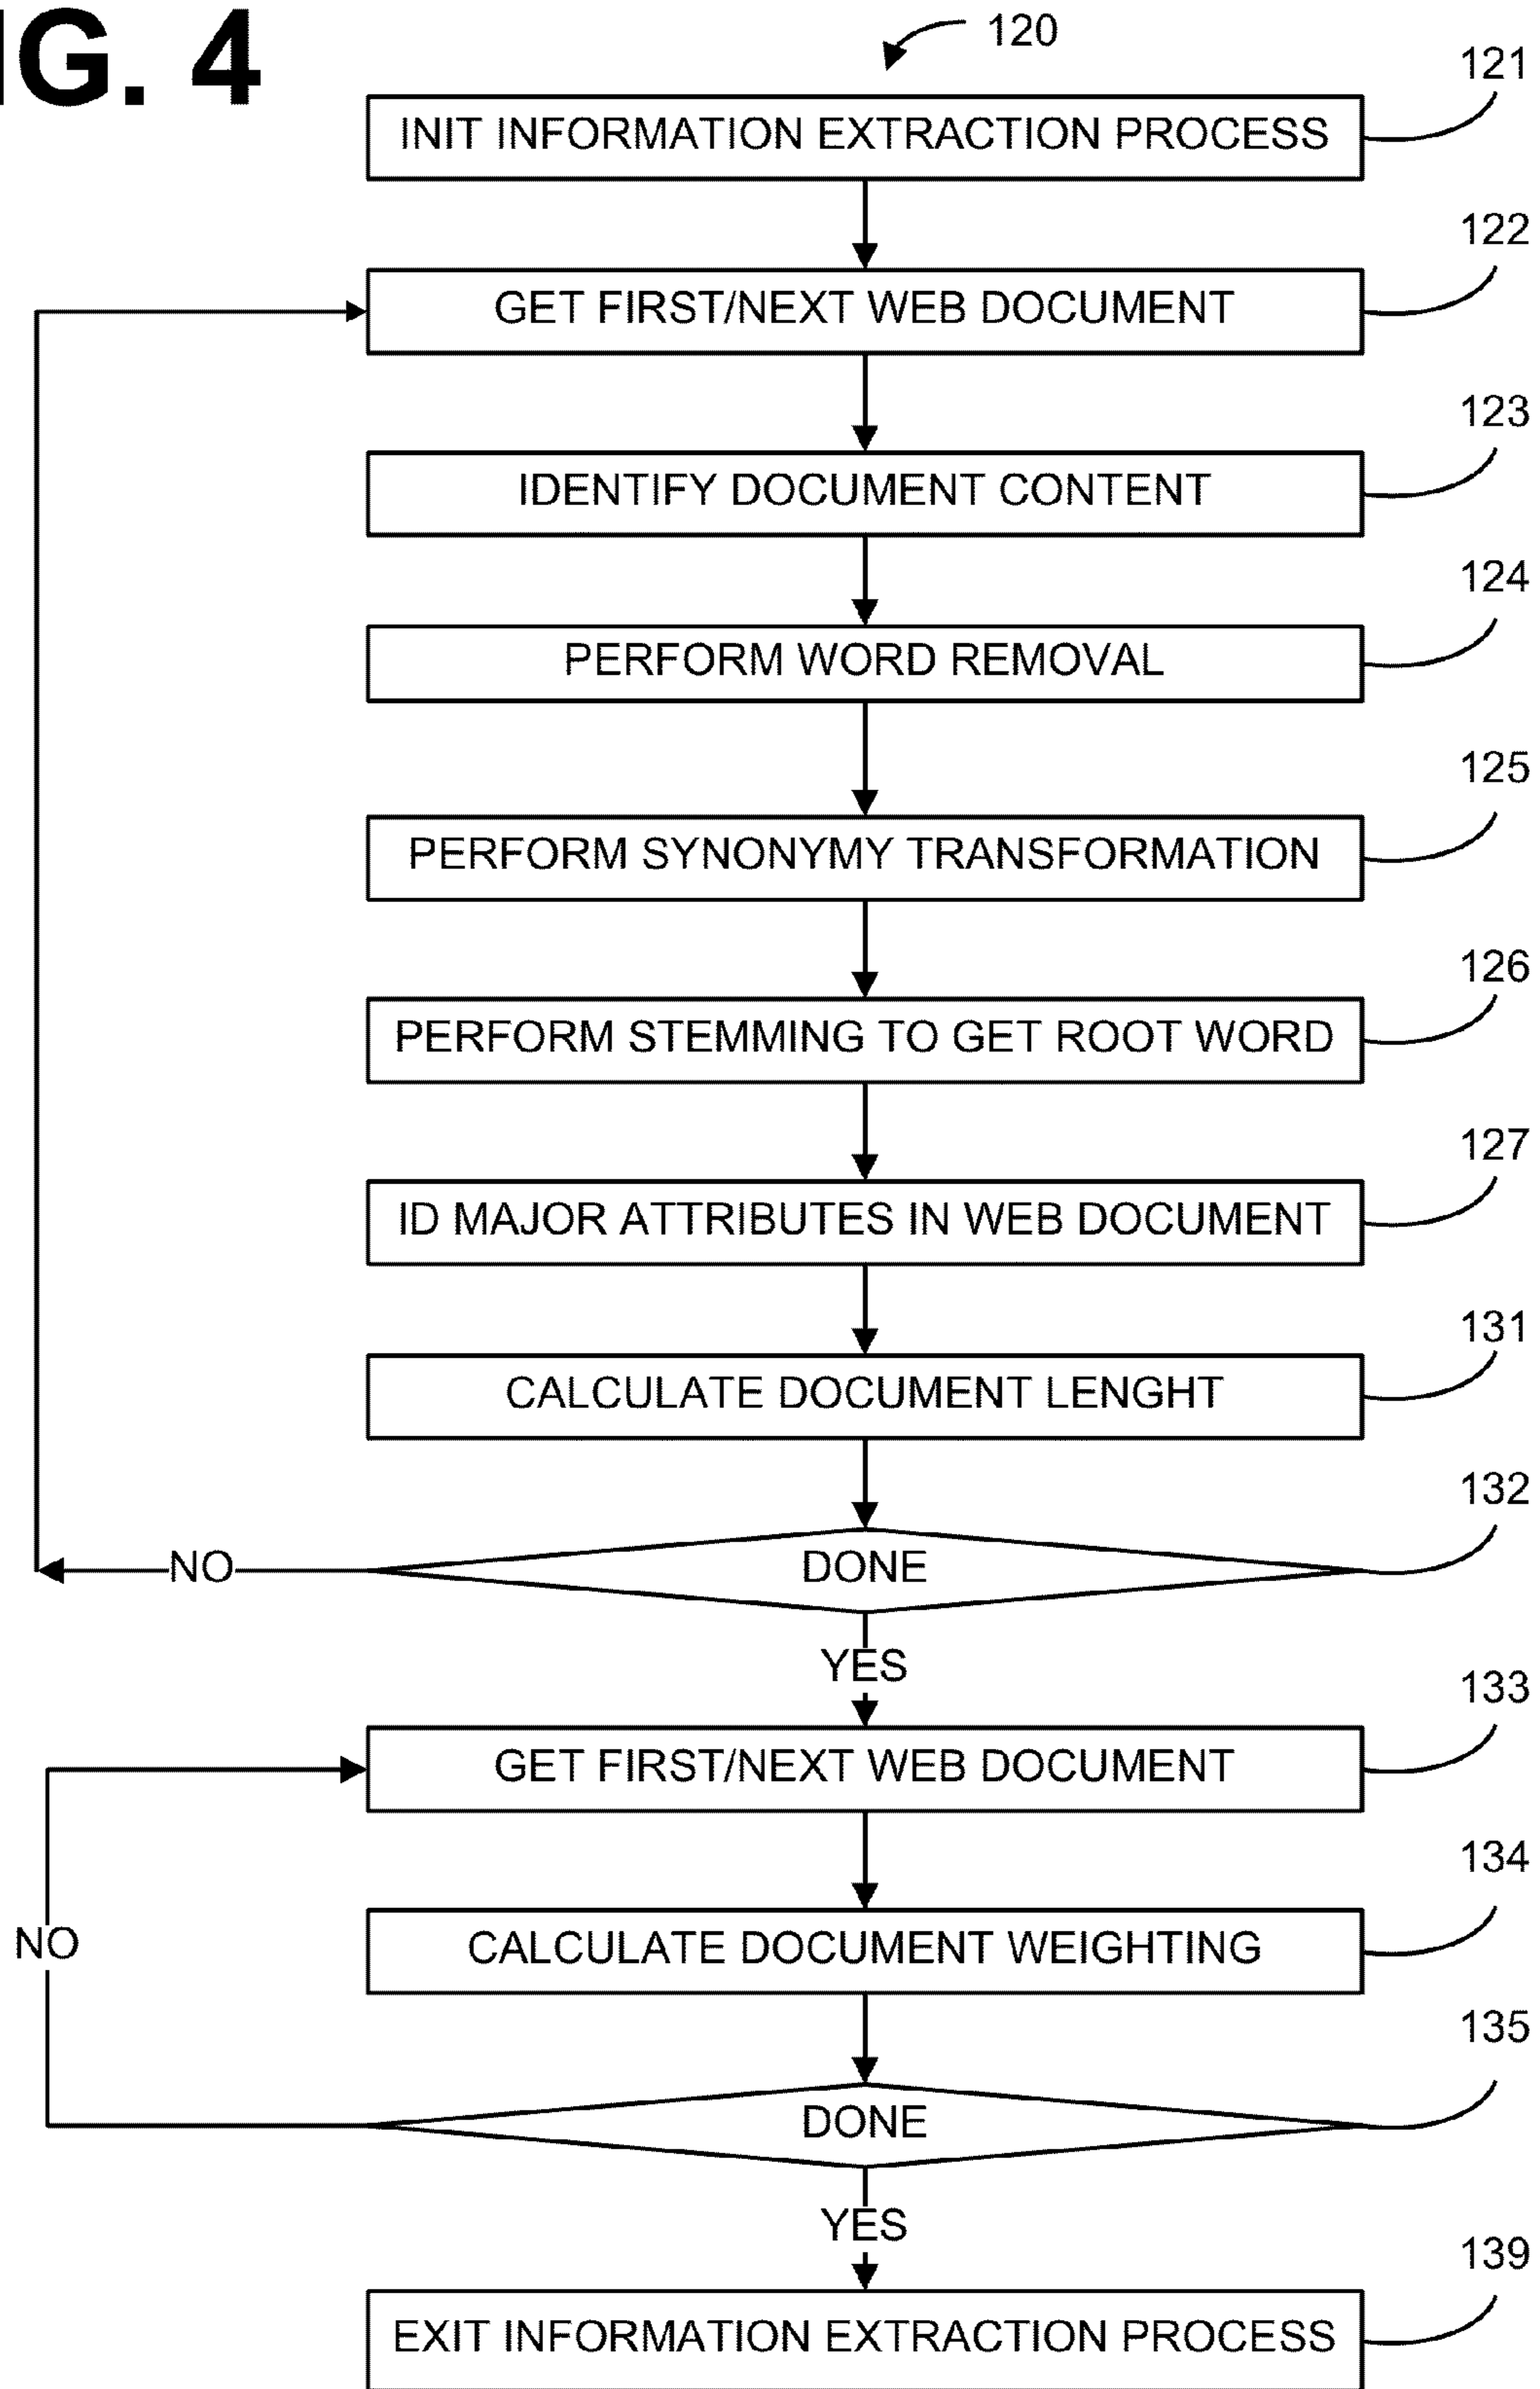 IG. 4
120
INIT INFORMATION EXTRACTION PROCESS
121
GET FIRST/NEXT WEB DOCUMENT
122
IDENTIFY DOCUMENT CONTENT
123
PERFORM WORD REMOVAL
124
PERFORM SYNONYMY TRANSFORMATION
125
PERFORM STEMMING TO GET ROOT WORD
126
ID MAJOR ATTRIBUTES IN WEB DOCUMENT
127
CALCULATE DOCUMENT LENGHT
131
DONE
132
NO
YES
GET FIRST/NEXT WEB DOCUMENT
133
CALCULATE DOCUMENT WEIGHTING
134
NO
DONE
135
YES
EXIT INFORMATION EXTRACTION PROCESS
139